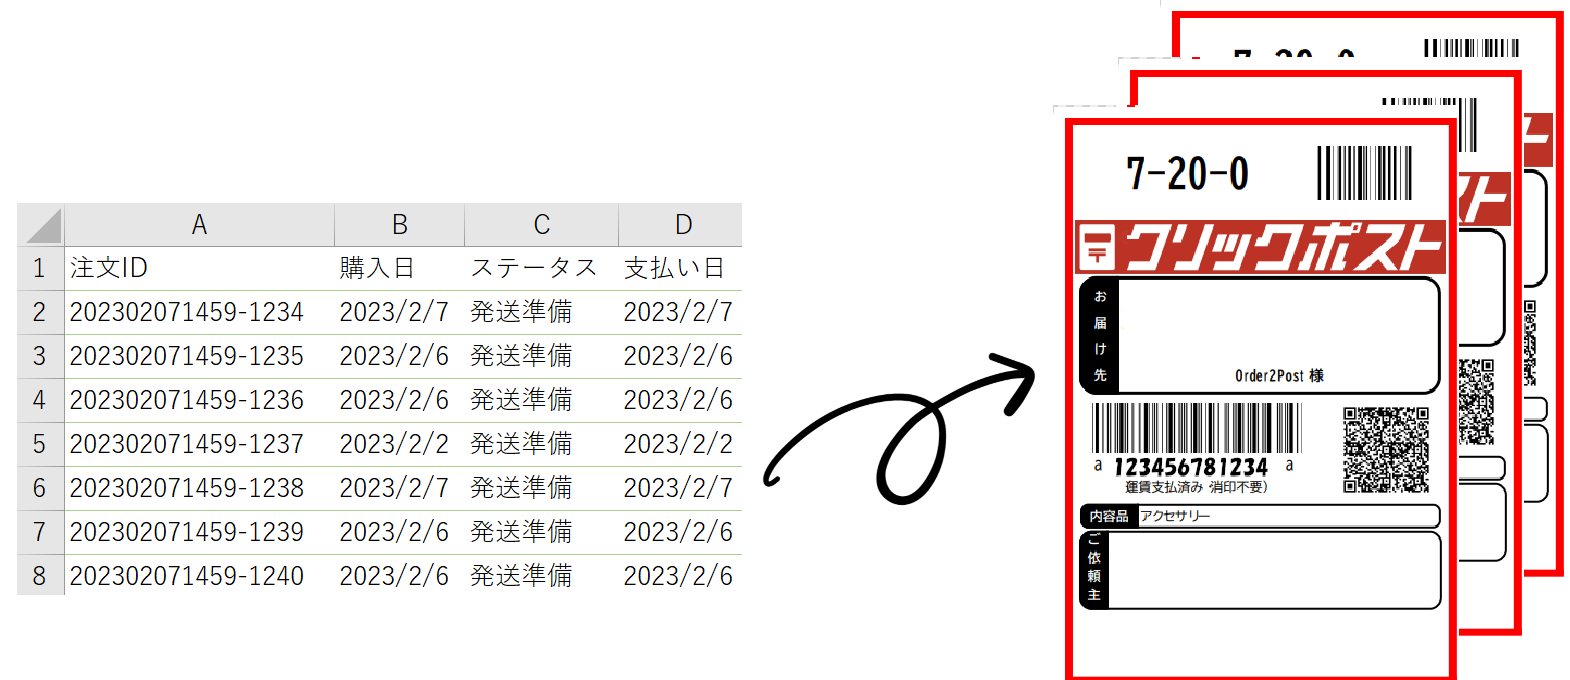 A B C D
1 注文ID 購入日 ステータス 支払い日
2 202302071459-1234 2023/2/7 発送準備 2023/2/7
3 202302071459-1235 2023/2/6 発送準備 2023/2/6
4 202302071459-1236 2023/2/6 発送準備 2023/2/6
5 202302071459-1237 2023/2/2 発送準備 2023/2/2
6 202302071459-1238 2023/2/7 発送準備 2023/2/7
7 202302071459-1239 2023/2/6 発送準備 2023/2/6
8 202302071459-1240 2023/2/6 発送準備 2023/2/6
7-20-0
7-20-0
クリックポスト
スト
ト
お届け先
Order2Post 様
a 123456781234 a
運賃支払済み 消印不要)
内容品 アクセサリー
ご依頼主